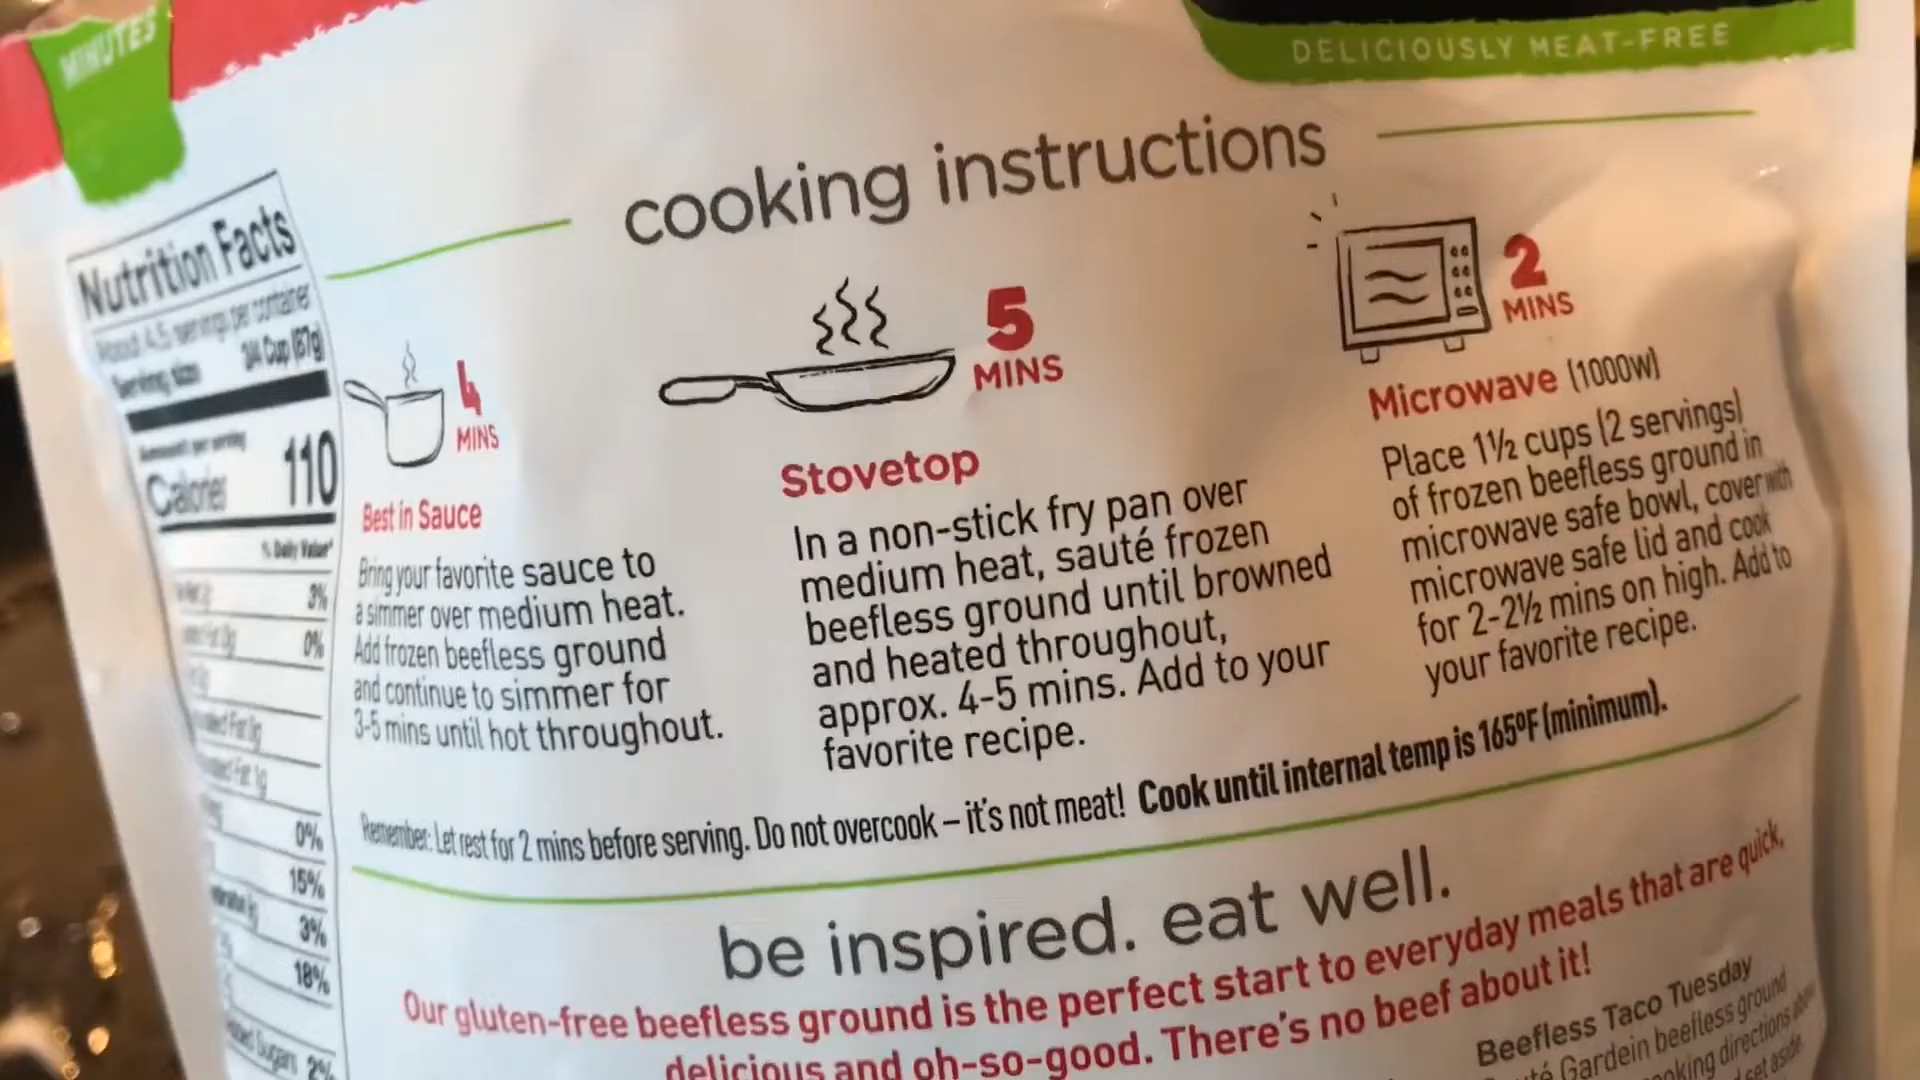 MINUTES
DELICIOUSLY MEAT-FREE
cooking instructions
Nutrition Facts
About 4.5 servings per container
Serving size 3/4 Cup (87g)
Amount per serving
Calories 110
% Daily Value*
3%
0%
0%
15%
3%
18%
Added Sugars 2%
4
MINS
Best in Sauce
Bring your favorite sauce to
a simmer over medium heat.
Add frozen beefless ground
and continue to simmer for
3-5 mins until hot throughout.
5
MINS
Stovetop
In a non-stick fry pan over
medium heat, sauté frozen
beefless ground until browned
and heated throughout,
approx. 4-5 mins. Add to your
favorite recipe.
2
MINS
Microwave (1000w)
Place 1½ cups (2 servings)
of frozen beefless ground in
microwave safe bowl, cover with
microwave safe lid and cook
for 2-2½ mins on high. Add to
your favorite recipe.
Remember: Let rest for 2 mins before serving. Do not overcook – it's not meat! Cook until internal temp is 165ºF (minimum).
be inspired. eat well.
Our gluten-free beefless ground is the perfect start to everyday meals that are quick,
delicious and oh-so-good. There's no beef about it!
Beefless Taco Tuesday
Gardein beefless ground
cooking directions above
set aside.